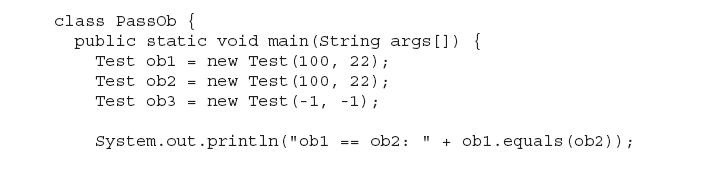 class PassOb {
public static void main(String args[]) {
Test ob1 = new Test(100, 22);
Test ob2 = new Test(100, 22);
Test ob3 = new Test(-1, -1);
System.out.println("ob1 == ob2: " + ob1.equals(ob2));